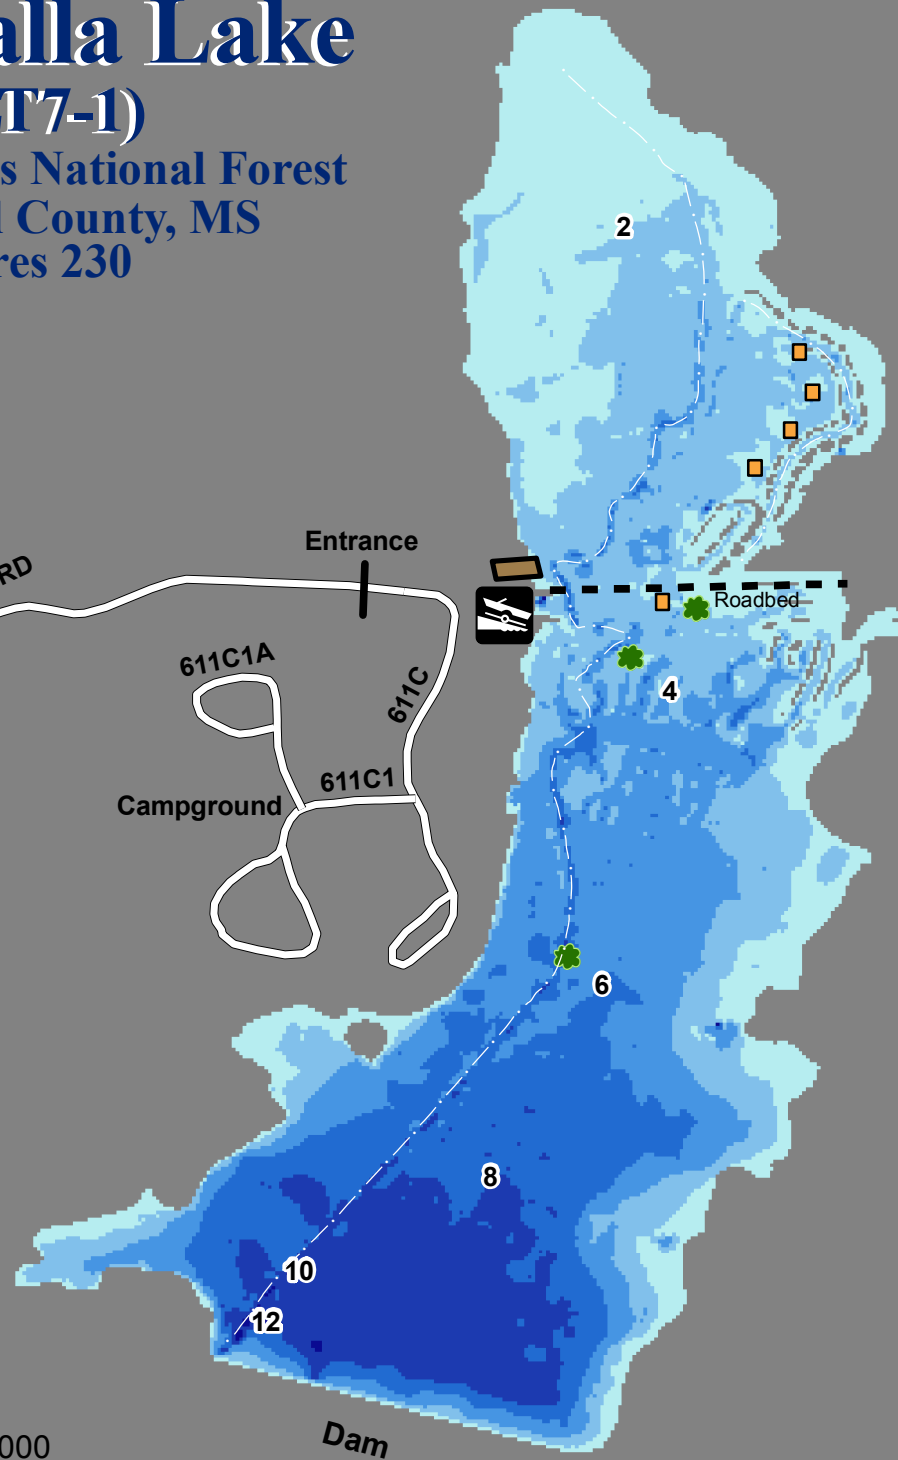 alla Lake
T7-1)
s National Forest
l County, MS
res 230
2
Entrance
RD
Roadbed
611C1A
611C
4
611C1
Campground
6
8
10
12
Dam
000